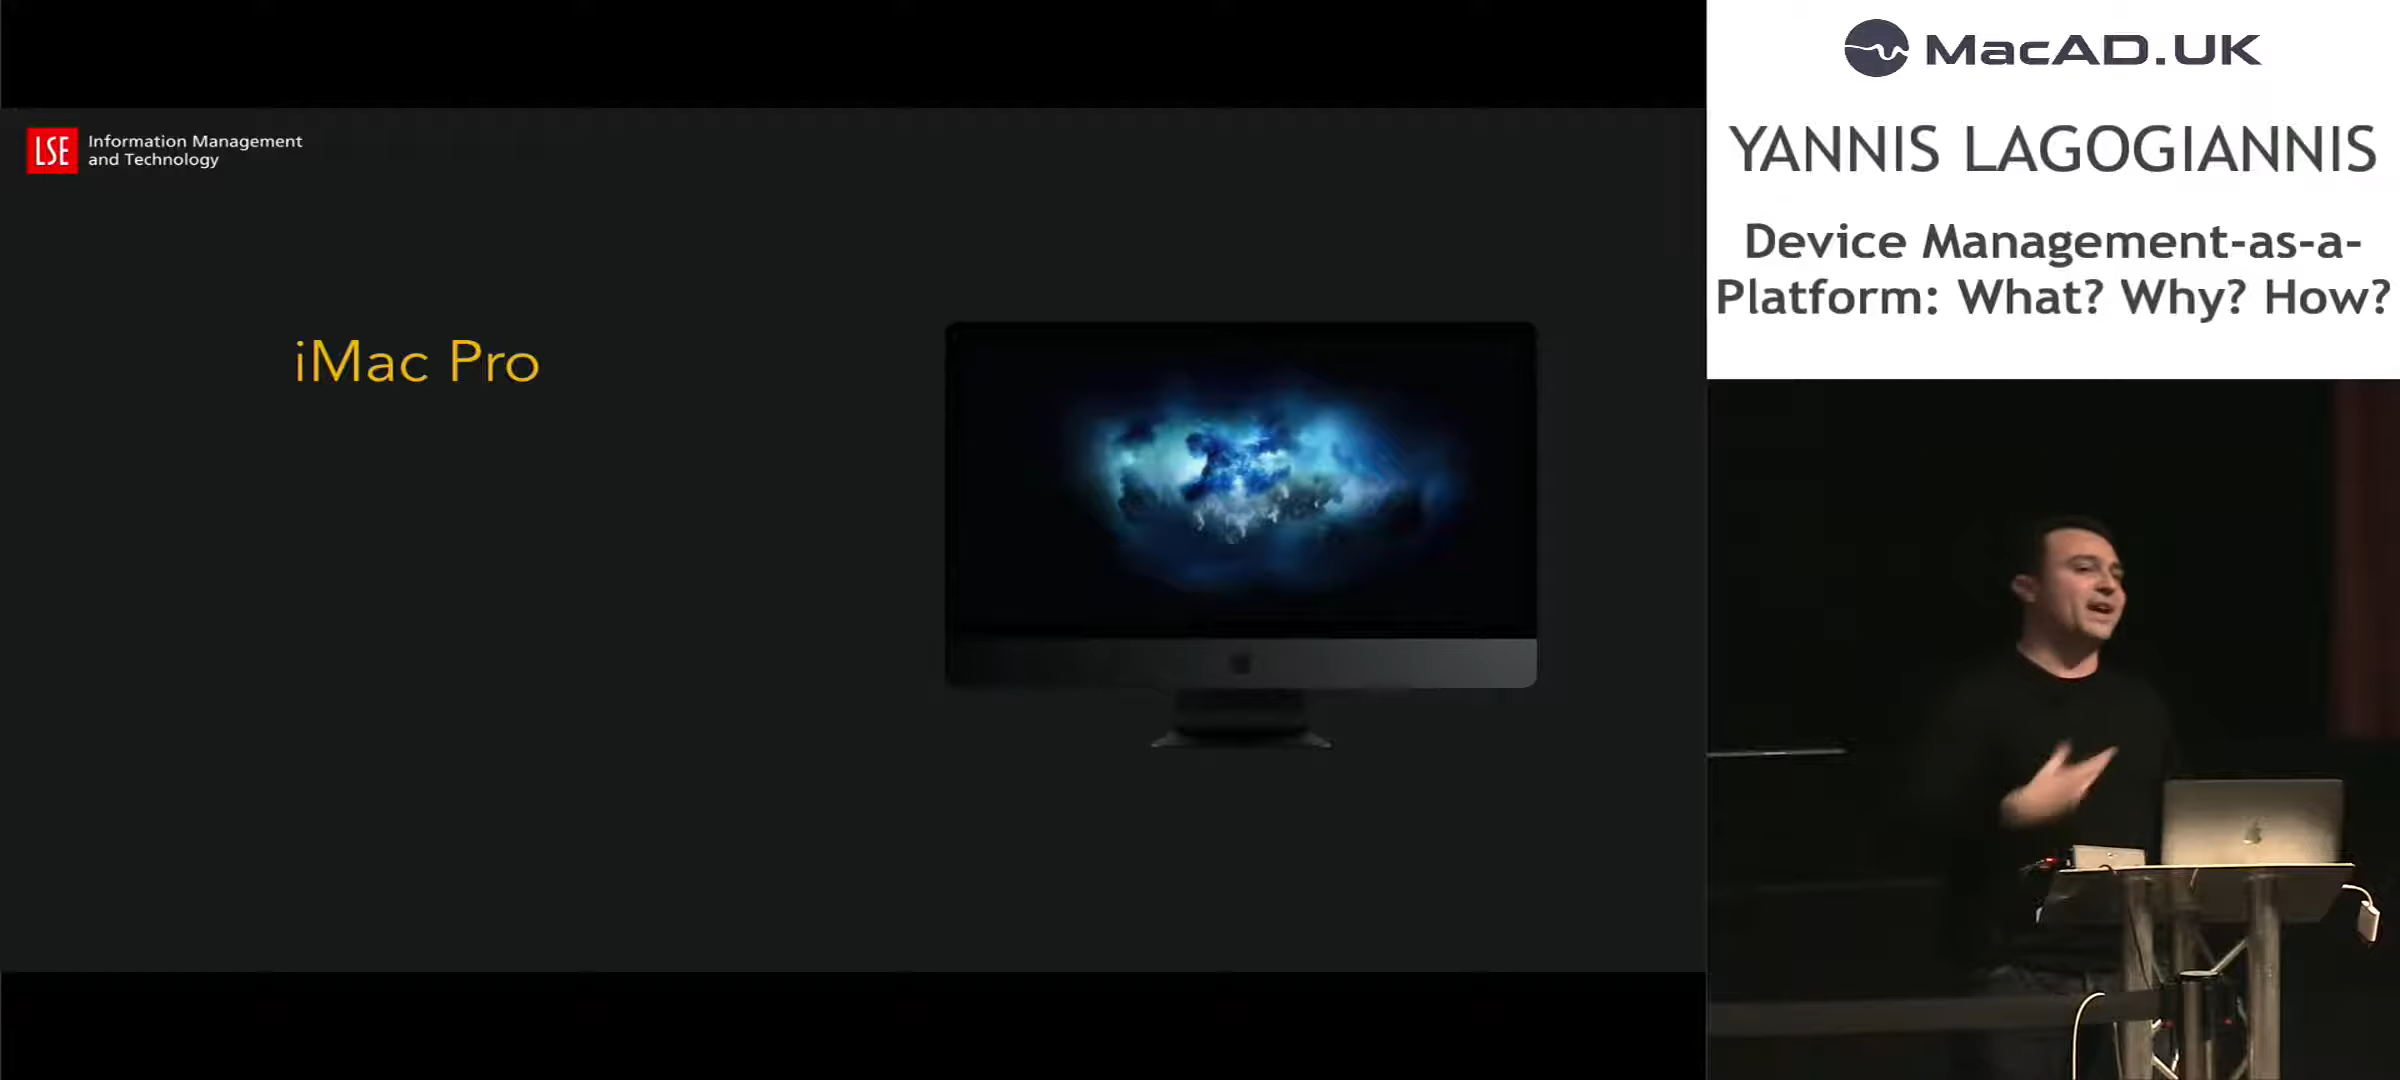 LSE
Information Management
and Technology
iMac Pro
MacAD.UK
YANNIS LAGOGIANNIS
Device Management-as-a-
Platform: What? Why? How?